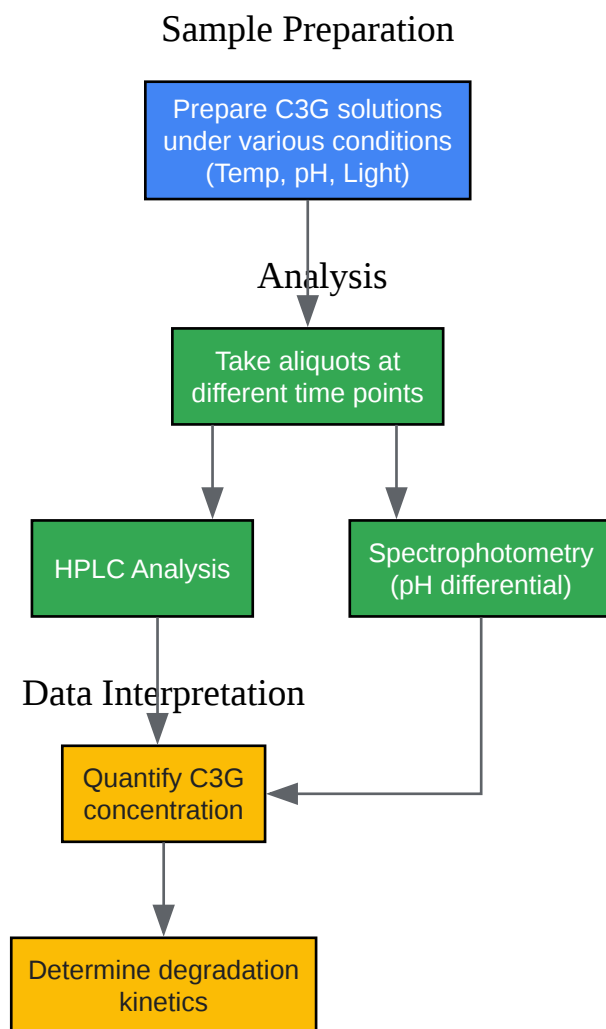 Sample Preparation
Prepare C3G solutions
under various conditions
(Temp, pH, Light)
Analysis
Take aliquots at
different time points
HPLC Analysis
Spectrophotometry
(pH differential)
Data Interpretation
Quantify C3G
concentration
Determine degradation
kinetics